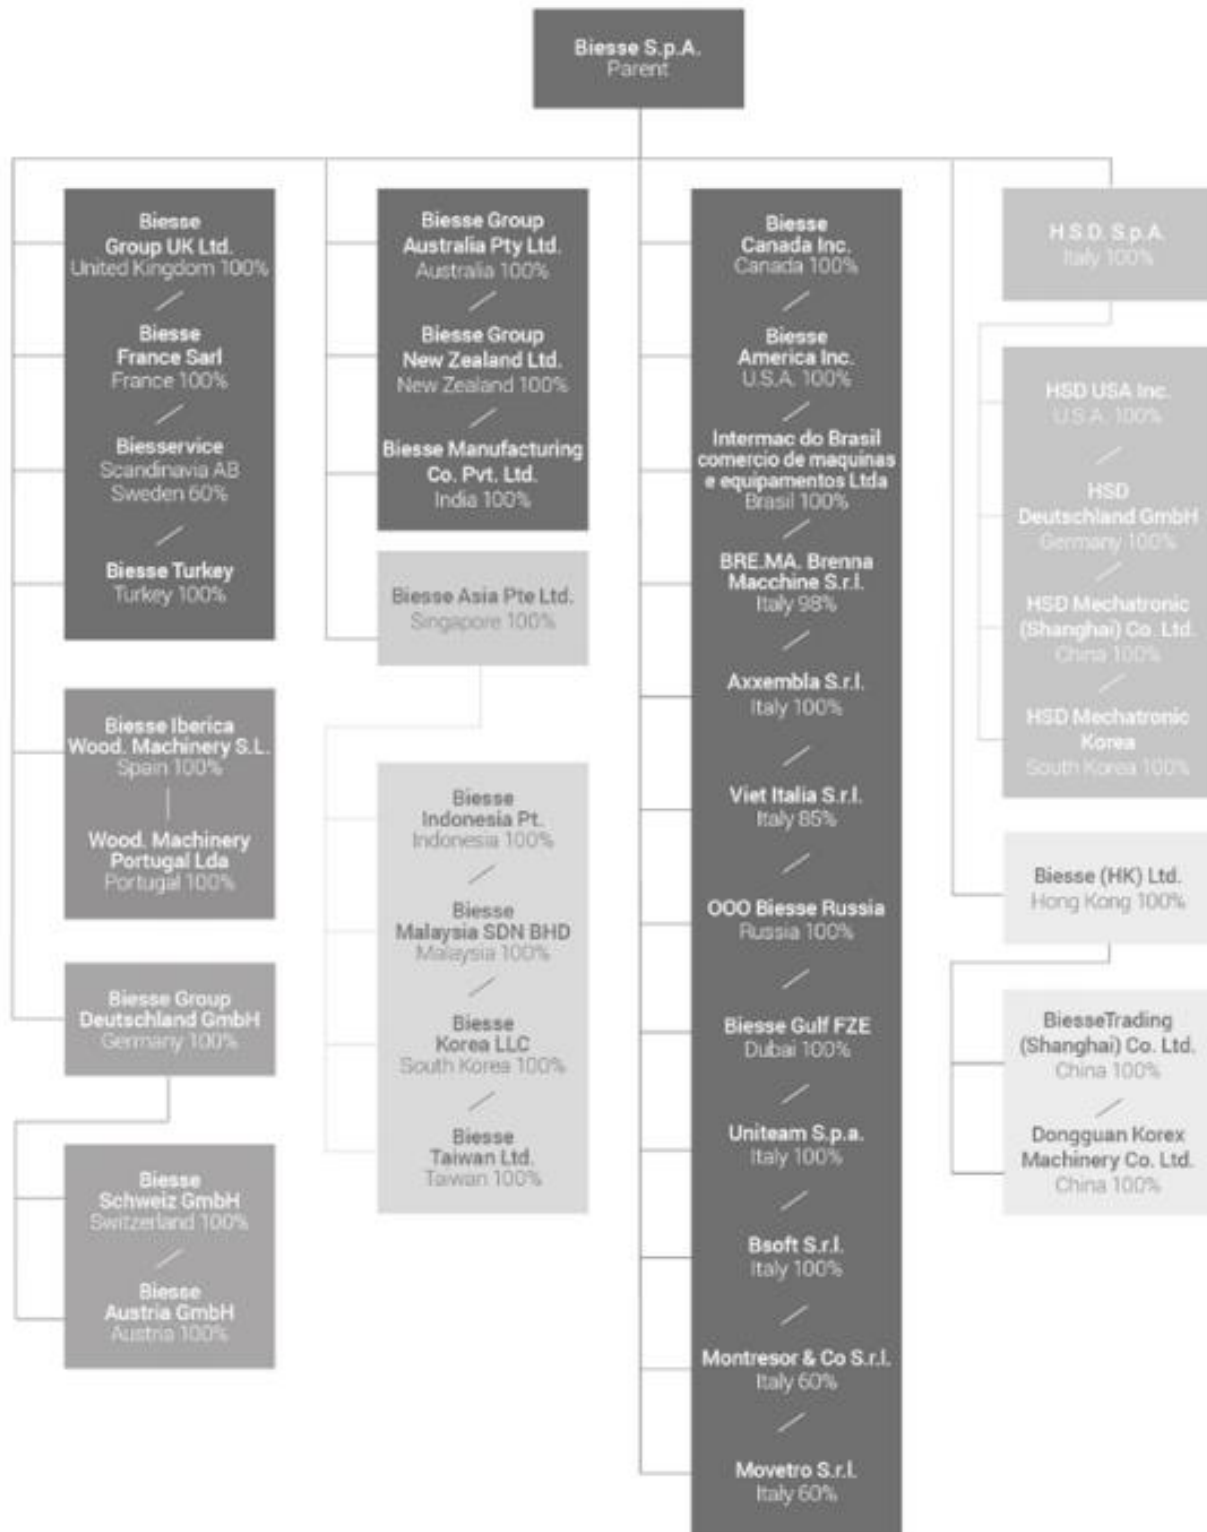 Biesse S.p.A.
Parent
Biesse
Group UK Ltd.
United Kingdom 100%
Biesse
France Sarl
France 100%
Biesservice
Scandinavia AB
Sweden 60%
Biesse Turkey
Turkey 100%
Biesse Iberica
Wood. Machinery S.L.
Spain 100%
Wood. Machinery
Portugal Lda
Portugal 100%
Biesse Group
Deutschland GmbH
Germany 100%
Biesse
Schweiz GmbH
Switzerland 100%
Biesse
Austria GmbH
Austria 100%
Biesse Group
Australia Pty Ltd.
Australia 100%
Biesse Group
New Zealand Ltd.
New Zealand 100%
Biesse Manufacturing
Co. Pvt. Ltd.
India 100%
Biesse Asia Pte Ltd.
Singapore 100%
Biesse
Indonesia Pt.
Indonesia 100%
Biesse
Malaysia SDN BHD
Malaysia 100%
Biesse
Korea LLC
South Korea 100%
Biesse
Taiwan Ltd.
Taiwan 100%
Biesse
Canada Inc.
Canada 100%
Biesse
America Inc.
U.S.A. 100%
Intermac do Brasil
comercio de maquinas
e equipamentos Ltda
Brasil 100%
BRE.MA. Brenna
Macchine S.r.l.
Italy 98%
Axxembla S.r.l.
Italy 100%
Viet Italia S.r.l.
Italy 85%
OOO Biesse Russia
Russia 100%
Biesse Gulf FZE
Dubai 100%
Uniteam S.p.a.
Italy 100%
Bsoft S.r.l.
Italy 100%
Montresor & Co S.r.l.
Italy 60%
Movetro S.r.l.
Italy 60%
H.S.D. S.p.A.
Italy 100%
HSD USA Inc.
U.S.A. 100%
HSD
Deutschland GmbH
Germany 100%
HSD Mechatronic
(Shanghai) Co. Ltd.
China 100%
HSD Mechatronic
Korea
South Korea 100%
Biesse (HK) Ltd.
Hong Kong 100%
BiesseTrading
(Shanghai) Co. Ltd.
China 100%
Dongguan Korex
Machinery Co. Ltd.
China 100%